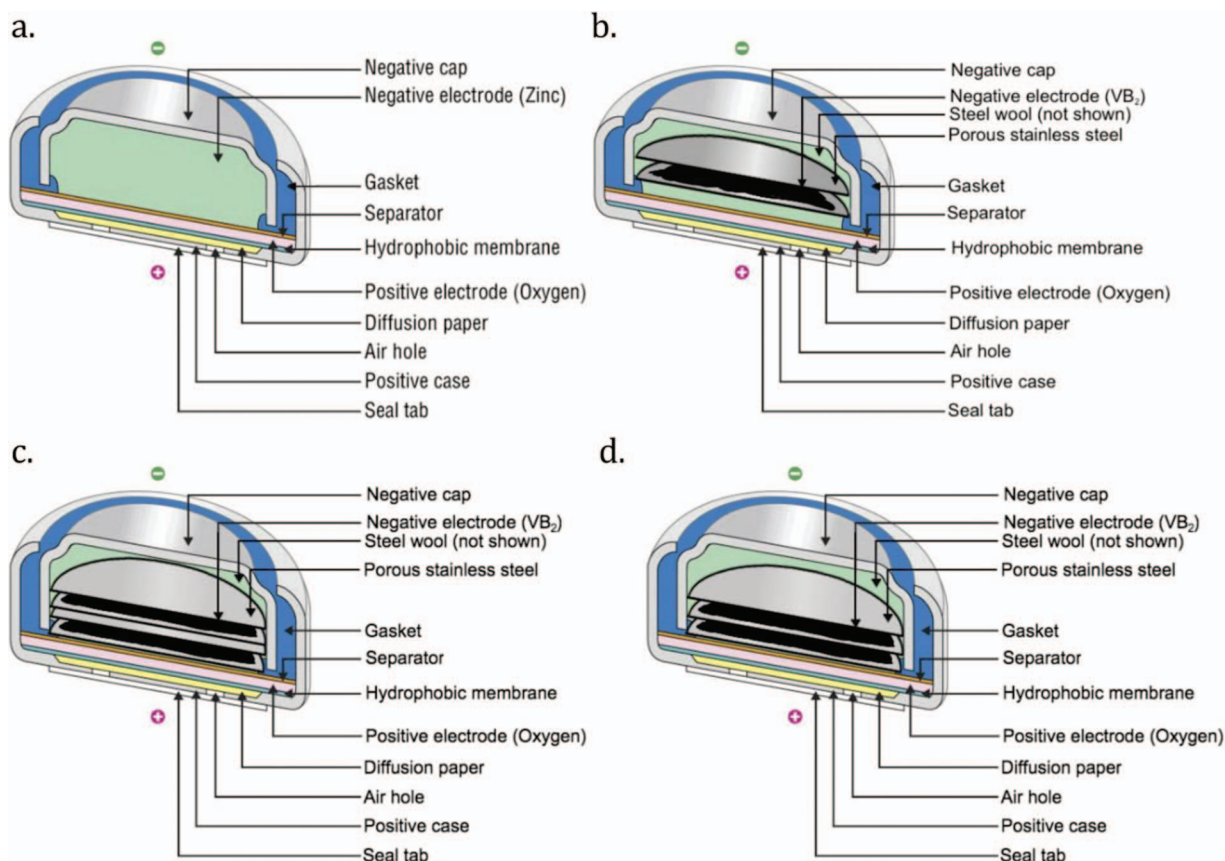 a.
Negative cap
Negative electrode (Zinc)
Gasket
Separator
Hydrophobic membrane
Positive electrode (Oxygen)
Diffusion paper
Air hole
Positive case
Seal tab
b.
Negative cap
Negative electrode (VB₂)
Steel wool (not shown)
Porous stainless steel
Gasket
Separator
Hydrophobic membrane
Positive electrode (Oxygen)
Diffusion paper
Air hole
Positive case
Seal tab
c.
Negative cap
Negative electrode (VB₂)
Steel wool (not shown)
Porous stainless steel
Gasket
Separator
Hydrophobic membrane
Positive electrode (Oxygen)
Diffusion paper
Air hole
Positive case
Seal tab
d.
Negative cap
Negative electrode (VB₂)
Steel wool (not shown)
Porous stainless steel
Gasket
Separator
Hydrophobic membrane
Positive electrode (Oxygen)
Diffusion paper
Air hole
Positive case
Seal tab